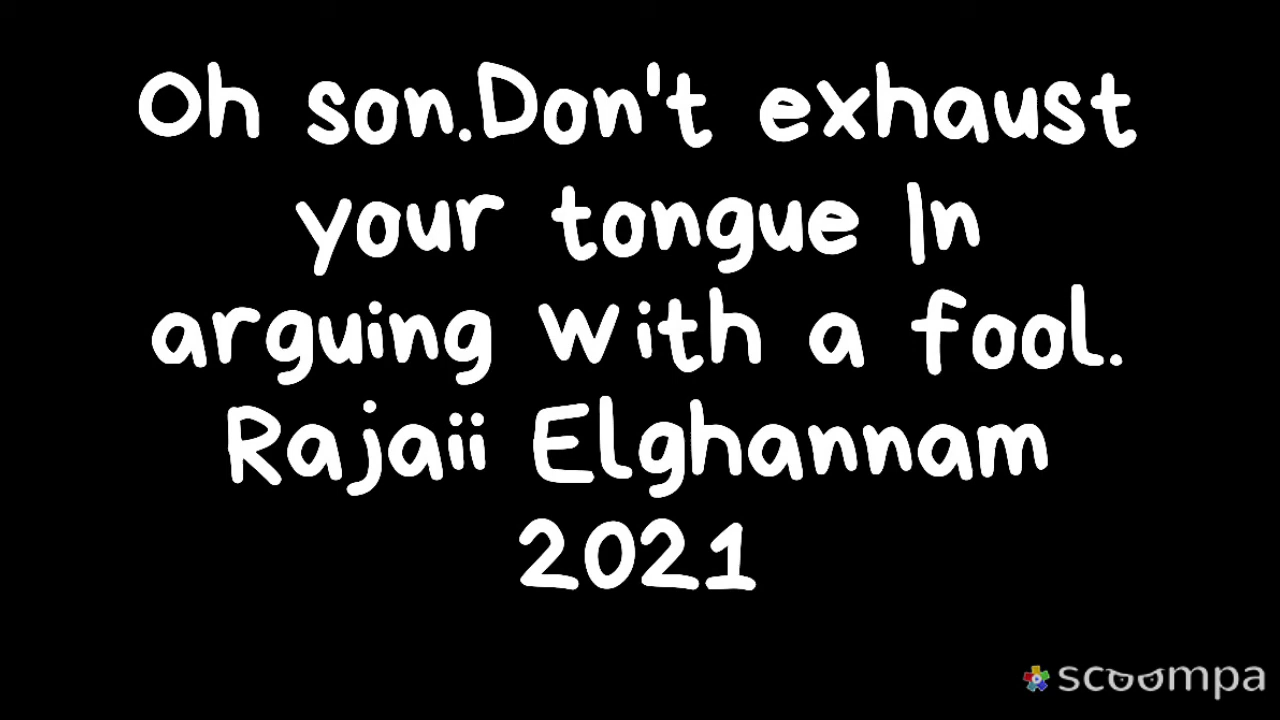 Oh son.Don't exhaust
your tongue In
arguing with a fool.
Rajaii Elghannam
2021
scoompa